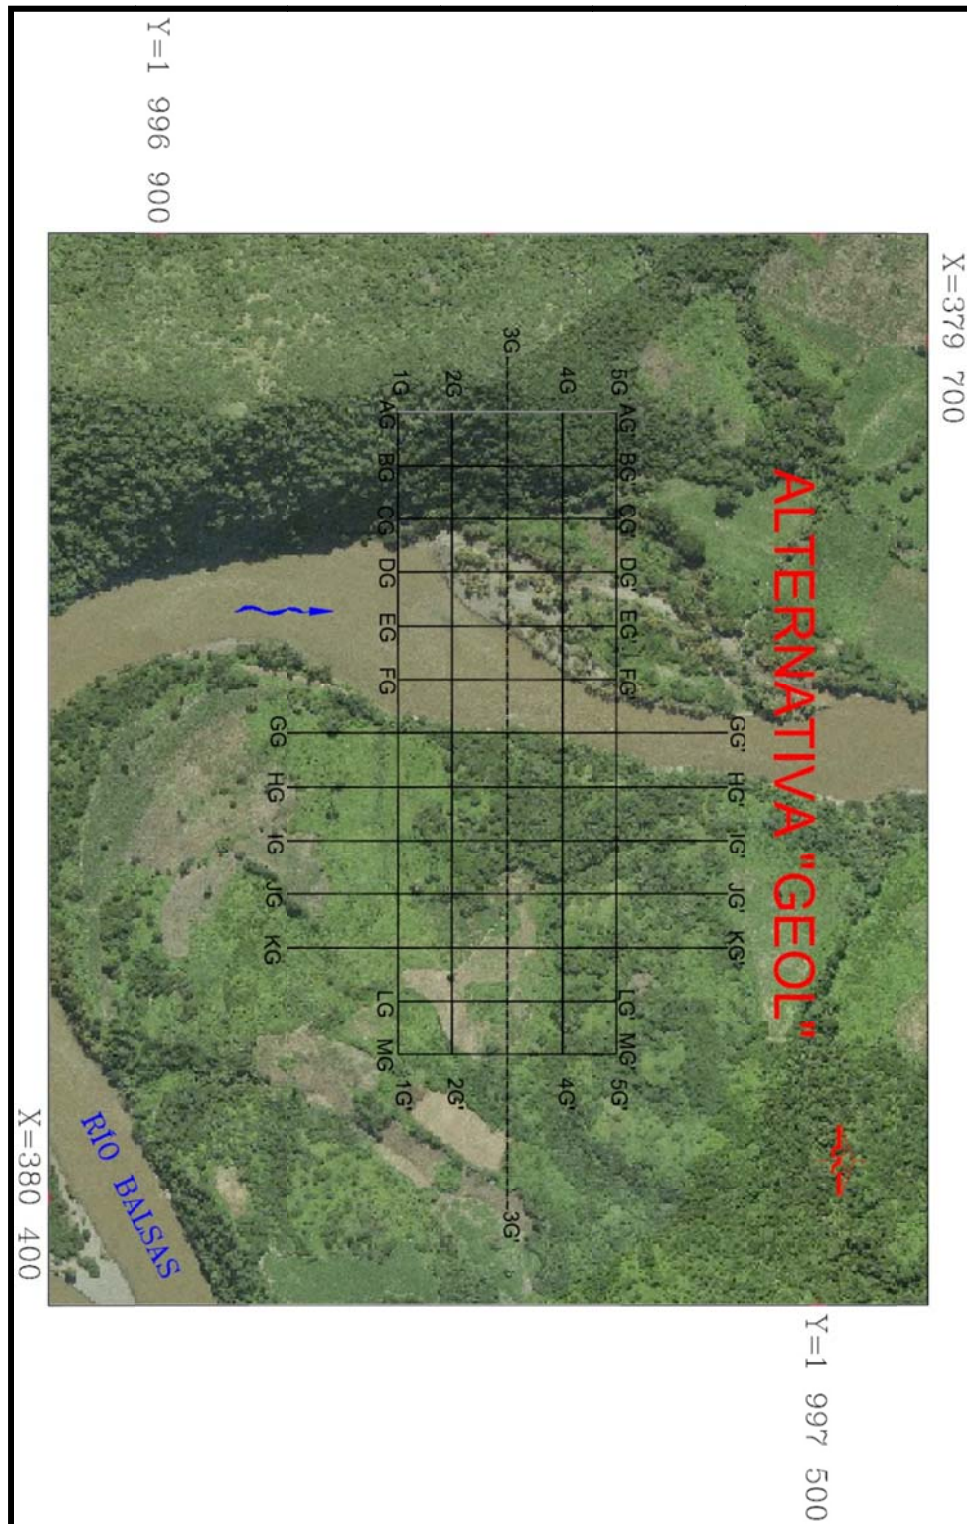 Y=1 996 900
X=379 700
ALTERNATIVA "GEOL"
3G
1G
2G
4G
5G
AG
AG'
BG
BG'
CG
CG'
DG
DG'
EG
EG'
FG
FG'
GG
GG'
HG
HG'
IG
IG'
JG
JG'
KG
KG'
LG
LG'
MG
MG'
1G'
2G'
4G'
5G'
3G'
RÍO BALSAS
X=380 400
Y=1 997 500